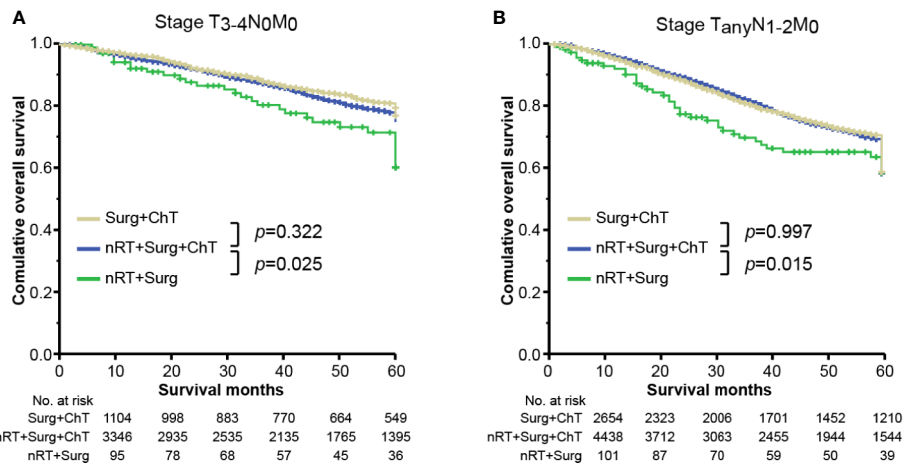 A
Stage T3-4N0M0
Comulative overall survival
1.0
0.8
0.6
0.4
0.2
0.0
Surg+ChT
nRT+Surg+ChT
nRT+Surg
p=0.322
p=0.025
0 10 20 30 40 50 60
Survival months
No. at risk
Surg+ChT 1104 998 883 770 664 549
nRT+Surg+ChT 3346 2935 2535 2135 1765 1395
nRT+Surg 95 78 68 57 45 36
B
Stage TanyN1-2M0
Comulative overall survival
1.0
0.8
0.6
0.4
0.2
0.0
Surg+ChT
nRT+Surg+ChT
nRT+Surg
p=0.997
p=0.015
0 10 20 30 40 50 60
Survival months
No. at risk
Surg+ChT 2654 2323 2006 1701 1452 1210
nRT+Surg+ChT 4438 3712 3063 2455 1944 1544
nRT+Surg 101 87 70 59 50 39